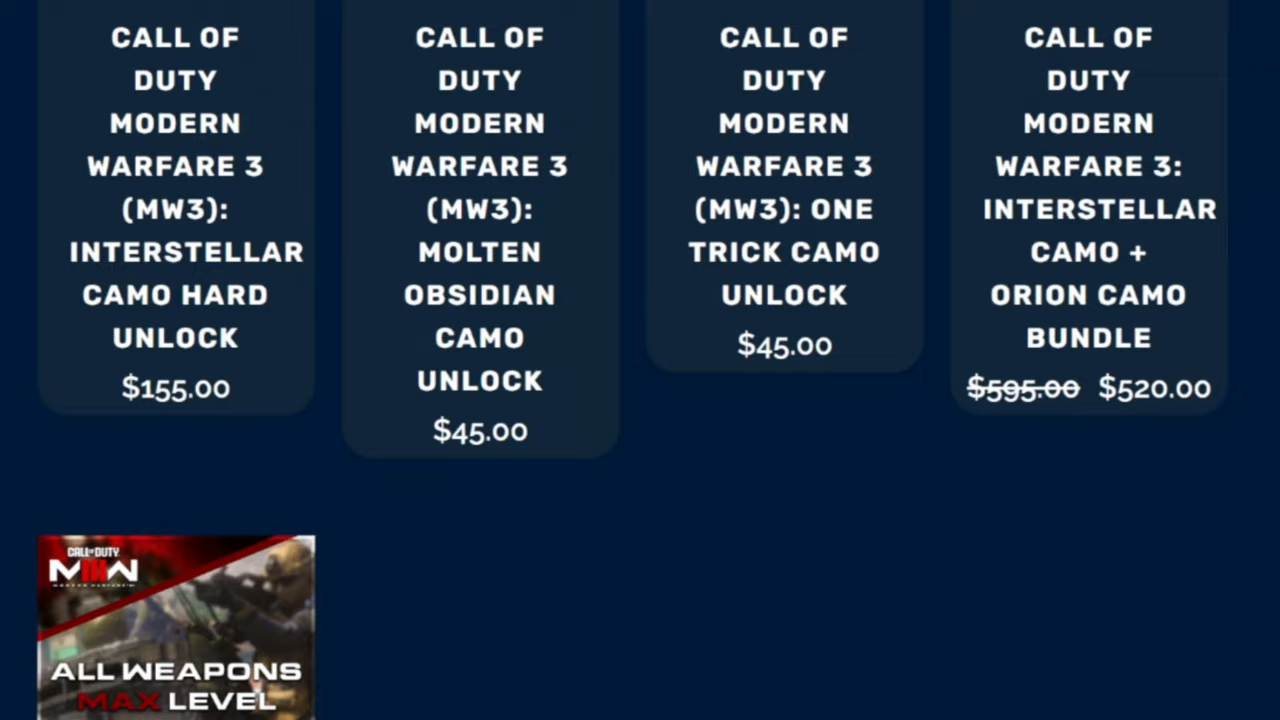 CALL OF
DUTY
MODERN
WARFARE 3
(MW3):
INTERSTELLAR
CAMO HARD
UNLOCK
$155.00
CALL OF
DUTY
MODERN
WARFARE 3
(MW3):
MOLTEN
OBSIDIAN
CAMO
UNLOCK
$45.00
CALL OF
DUTY
MODERN
WARFARE 3
(MW3): ONE
TRICK CAMO
UNLOCK
$45.00
CALL OF
DUTY
MODERN
WARFARE 3:
INTERSTELLAR
CAMO +
ORION CAMO
BUNDLE
$595.00 $520.00
CALL OF DUTY
MIIIW
ALL WEAPONS
MAX LEVEL